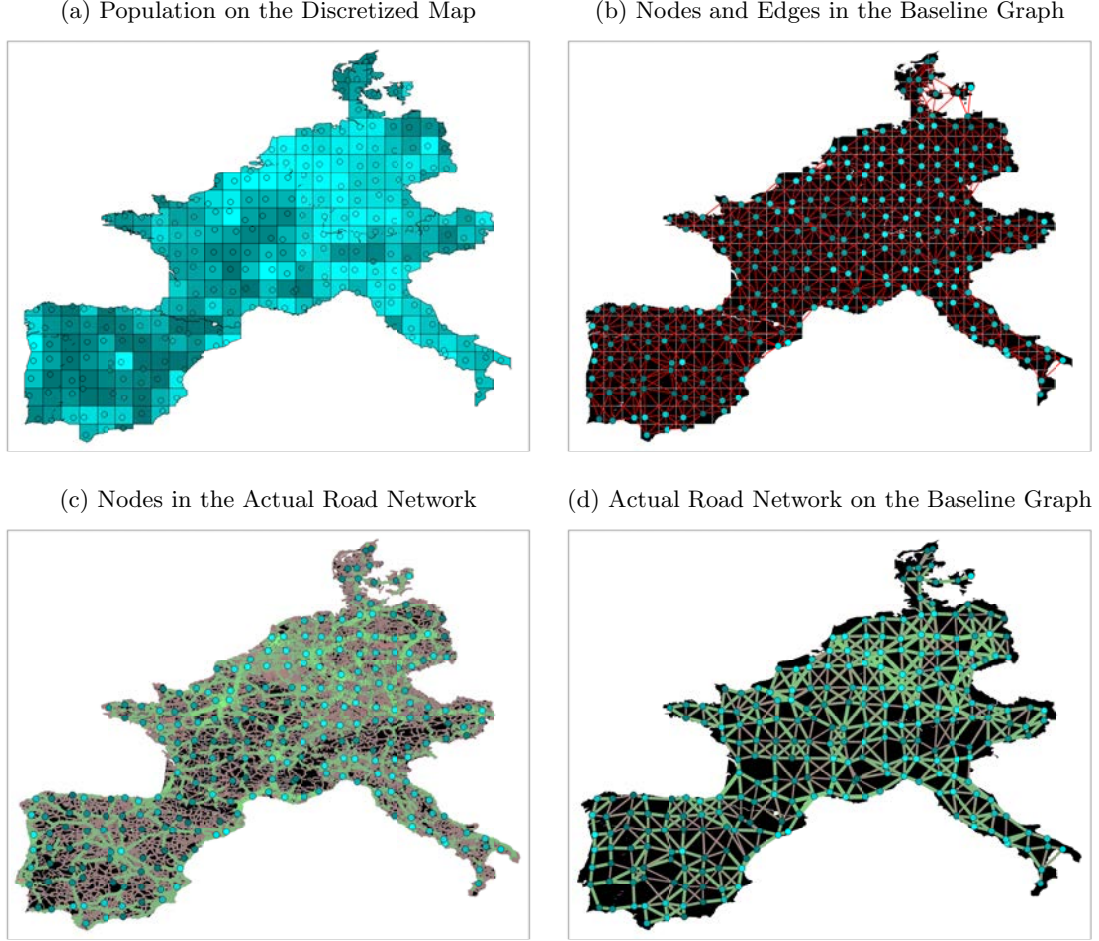 (a) Population on the Discretized Map
(b) Nodes and Edges in the Baseline Graph
(c) Nodes in the Actual Road Network
(d) Actual Road Network on the Baseline Graph